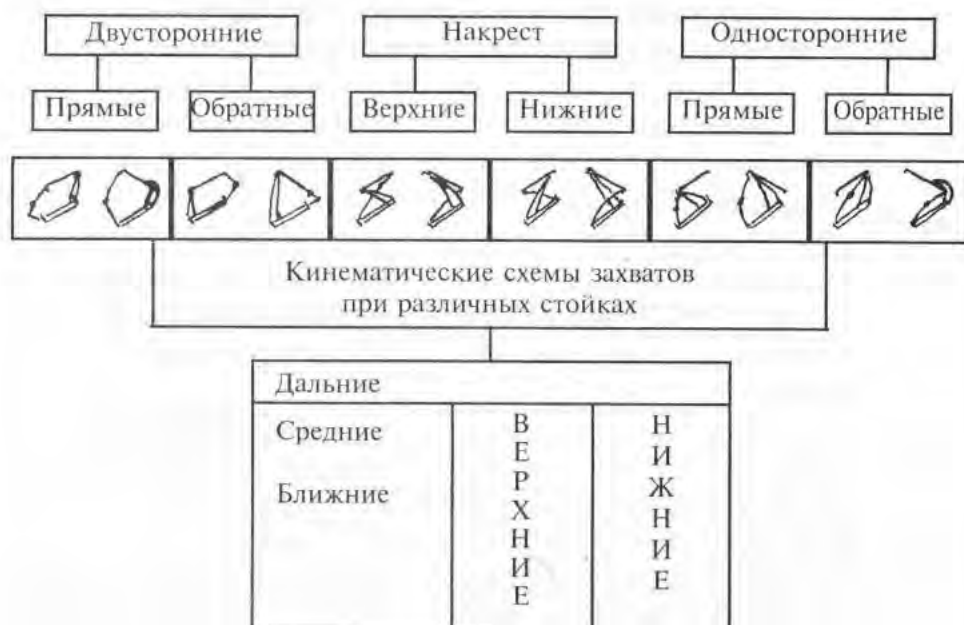 Двусторонние Накрест Односторонние
Прямые Обратные Верхние Нижние Прямые Обратные
Кинематические схемы захватов
при различных стойках
Дальние
Средние
Ближние
ВЕРХНИЕ
НИЖНИЕ